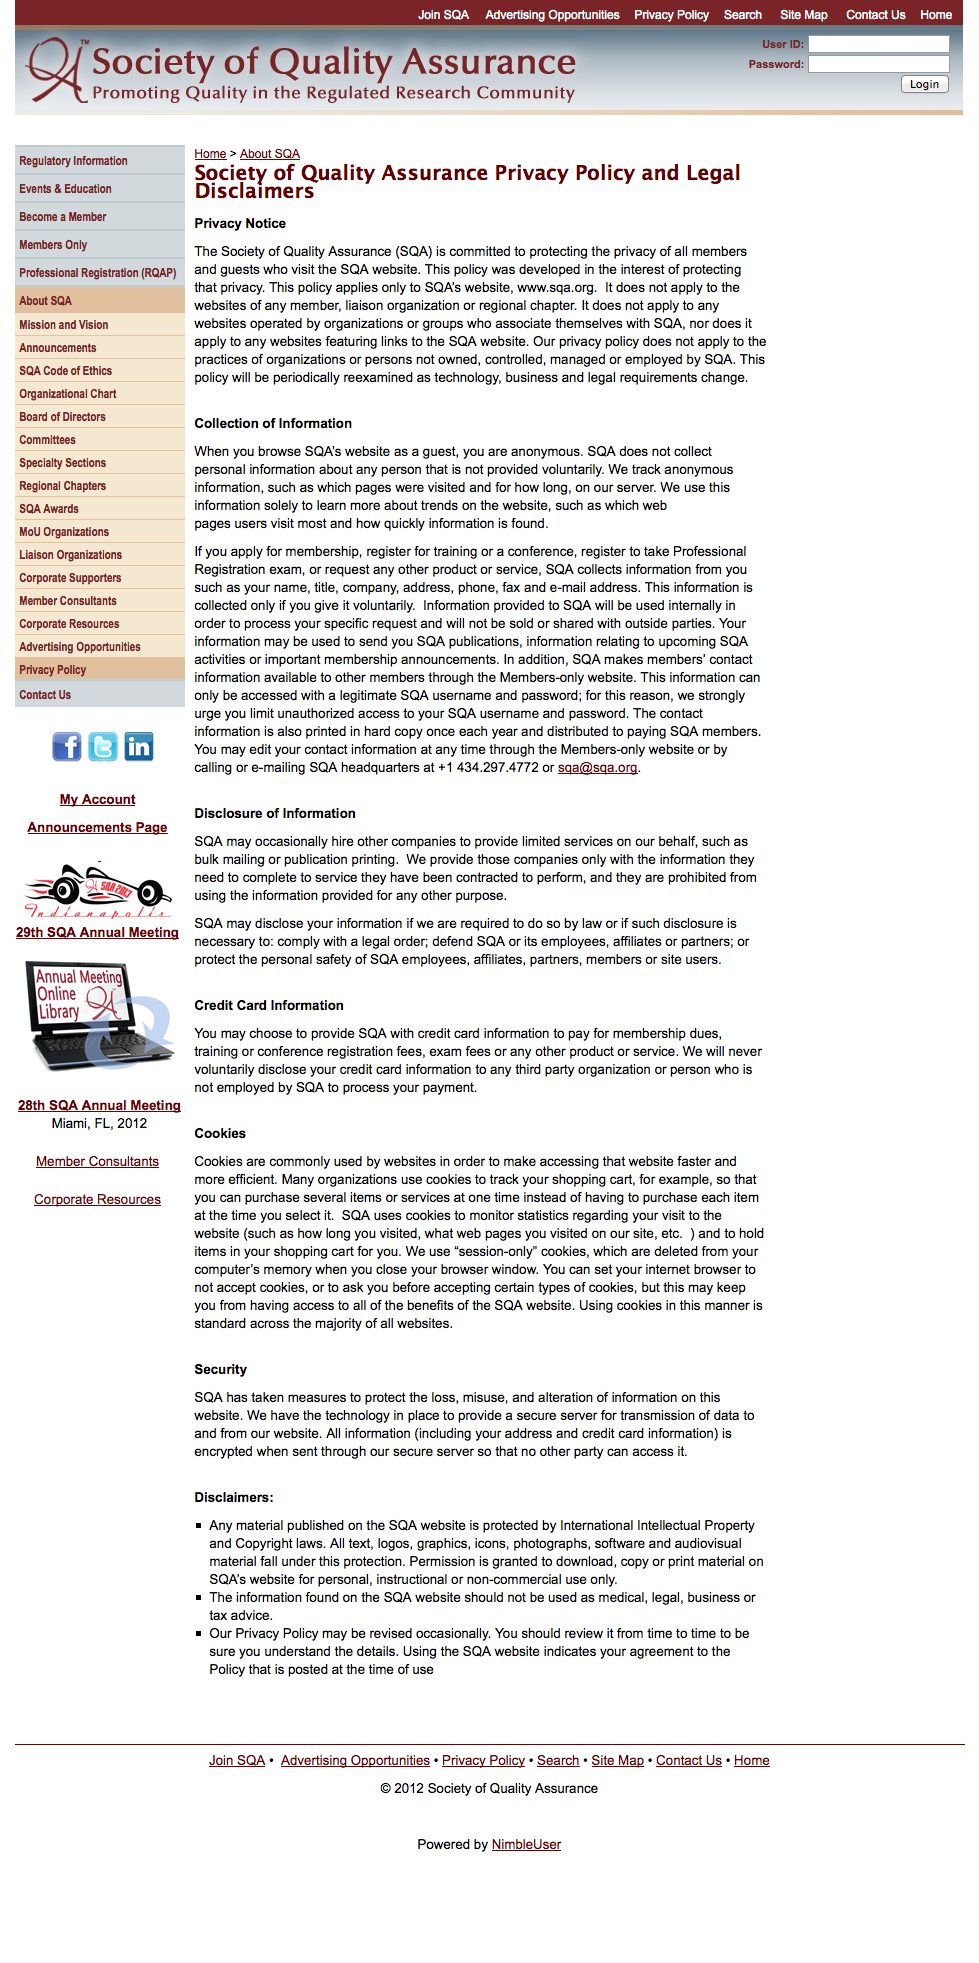 Join SQA Advertising Opportunities Privacy Policy Search Site Map Contact Us Home
QA™ Society of Quality Assurance
Promoting Quality in the Regulated Research Community
User ID:
Password:
Login
Regulatory Information
Events & Education
Become a Member
Members Only
Professional Registration (RQAP)
About SQA
Mission and Vision
Announcements
SQA Code of Ethics
Organizational Chart
Board of Directors
Committees
Specialty Sections
Regional Chapters
SQA Awards
MoU Organizations
Liaison Organizations
Corporate Supporters
Member Consultants
Corporate Resources
Advertising Opportunities
Privacy Policy
Contact Us
f t in
My Account
Announcements Page
QA SQA 2013
Indianapolis
29th SQA Annual Meeting
Annual Meeting
Online
Library QA
28th SQA Annual Meeting
Miami, FL, 2012
Member Consultants
Corporate Resources
Home > About SQA
Society of Quality Assurance Privacy Policy and Legal
Disclaimers
Privacy Notice
The Society of Quality Assurance (SQA) is committed to protecting the privacy of all members
and guests who visit the SQA website. This policy was developed in the interest of protecting
that privacy. This policy applies only to SQA's website, www.sqa.org.  It does not apply to the
websites of any member, liaison organization or regional chapter. It does not apply to any
websites operated by organizations or groups who associate themselves with SQA, nor does it
apply to any websites featuring links to the SQA website. Our privacy policy does not apply to the
practices of organizations or persons not owned, controlled, managed or employed by SQA. This
policy will be periodically reexamined as technology, business and legal requirements change.
Collection of Information
When you browse SQA's website as a guest, you are anonymous. SQA does not collect
personal information about any person that is not provided voluntarily. We track anonymous
information, such as which pages were visited and for how long, on our server. We use this
information solely to learn more about trends on the website, such as which web
pages users visit most and how quickly information is found.
If you apply for membership, register for training or a conference, register to take Professional
Registration exam, or request any other product or service, SQA collects information from you
such as your name, title, company, address, phone, fax and e-mail address. This information is
collected only if you give it voluntarily.  Information provided to SQA will be used internally in
order to process your specific request and will not be sold or shared with outside parties. Your
information may be used to send you SQA publications, information relating to upcoming SQA
activities or important membership announcements. In addition, SQA makes members' contact
information available to other members through the Members-only website. This information can
only be accessed with a legitimate SQA username and password; for this reason, we strongly
urge you limit unauthorized access to your SQA username and password. The contact
information is also printed in hard copy once each year and distributed to paying SQA members.
You may edit your contact information at any time through the Members-only website or by
calling or e-mailing SQA headquarters at +1 434.297.4772 or sqa@sqa.org.
Disclosure of Information
SQA may occasionally hire other companies to provide limited services on our behalf, such as
bulk mailing or publication printing.  We provide those companies only with the information they
need to complete to service they have been contracted to perform, and they are prohibited from
using the information provided for any other purpose.
SQA may disclose your information if we are required to do so by law or if such disclosure is
necessary to: comply with a legal order; defend SQA or its employees, affiliates or partners; or
protect the personal safety of SQA employees, affiliates, partners, members or site users.
Credit Card Information
You may choose to provide SQA with credit card information to pay for membership dues,
training or conference registration fees, exam fees or any other product or service. We will never
voluntarily disclose your credit card information to any third party organization or person who is
not employed by SQA to process your payment.
Cookies
Cookies are commonly used by websites in order to make accessing that website faster and
more efficient. Many organizations use cookies to track your shopping cart, for example, so that
you can purchase several items or services at one time instead of having to purchase each item
at the time you select it.  SQA uses cookies to monitor statistics regarding your visit to the
website (such as how long you visited, what web pages you visited on our site, etc.  ) and to hold
items in your shopping cart for you. We use “session-only” cookies, which are deleted from your
computer's memory when you close your browser window. You can set your internet browser to
not accept cookies, or to ask you before accepting certain types of cookies, but this may keep
you from having access to all of the benefits of the SQA website. Using cookies in this manner is
standard across the majority of all websites.
Security
SQA has taken measures to protect the loss, misuse, and alteration of information on this
website. We have the technology in place to provide a secure server for transmission of data to
and from our website. All information (including your address and credit card information) is
encrypted when sent through our secure server so that no other party can access it.
Disclaimers:
▪ Any material published on the SQA website is protected by International Intellectual Property
and Copyright laws. All text, logos, graphics, icons, photographs, software and audiovisual
material fall under this protection. Permission is granted to download, copy or print material on
SQA's website for personal, instructional or non-commercial use only.
▪ The information found on the SQA website should not be used as medical, legal, business or
tax advice.
▪ Our Privacy Policy may be revised occasionally. You should review it from time to time to be
sure you understand the details. Using the SQA website indicates your agreement to the
Policy that is posted at the time of use
Join SQA • Advertising Opportunities • Privacy Policy • Search • Site Map • Contact Us • Home
© 2012 Society of Quality Assurance
Powered by NimbleUser